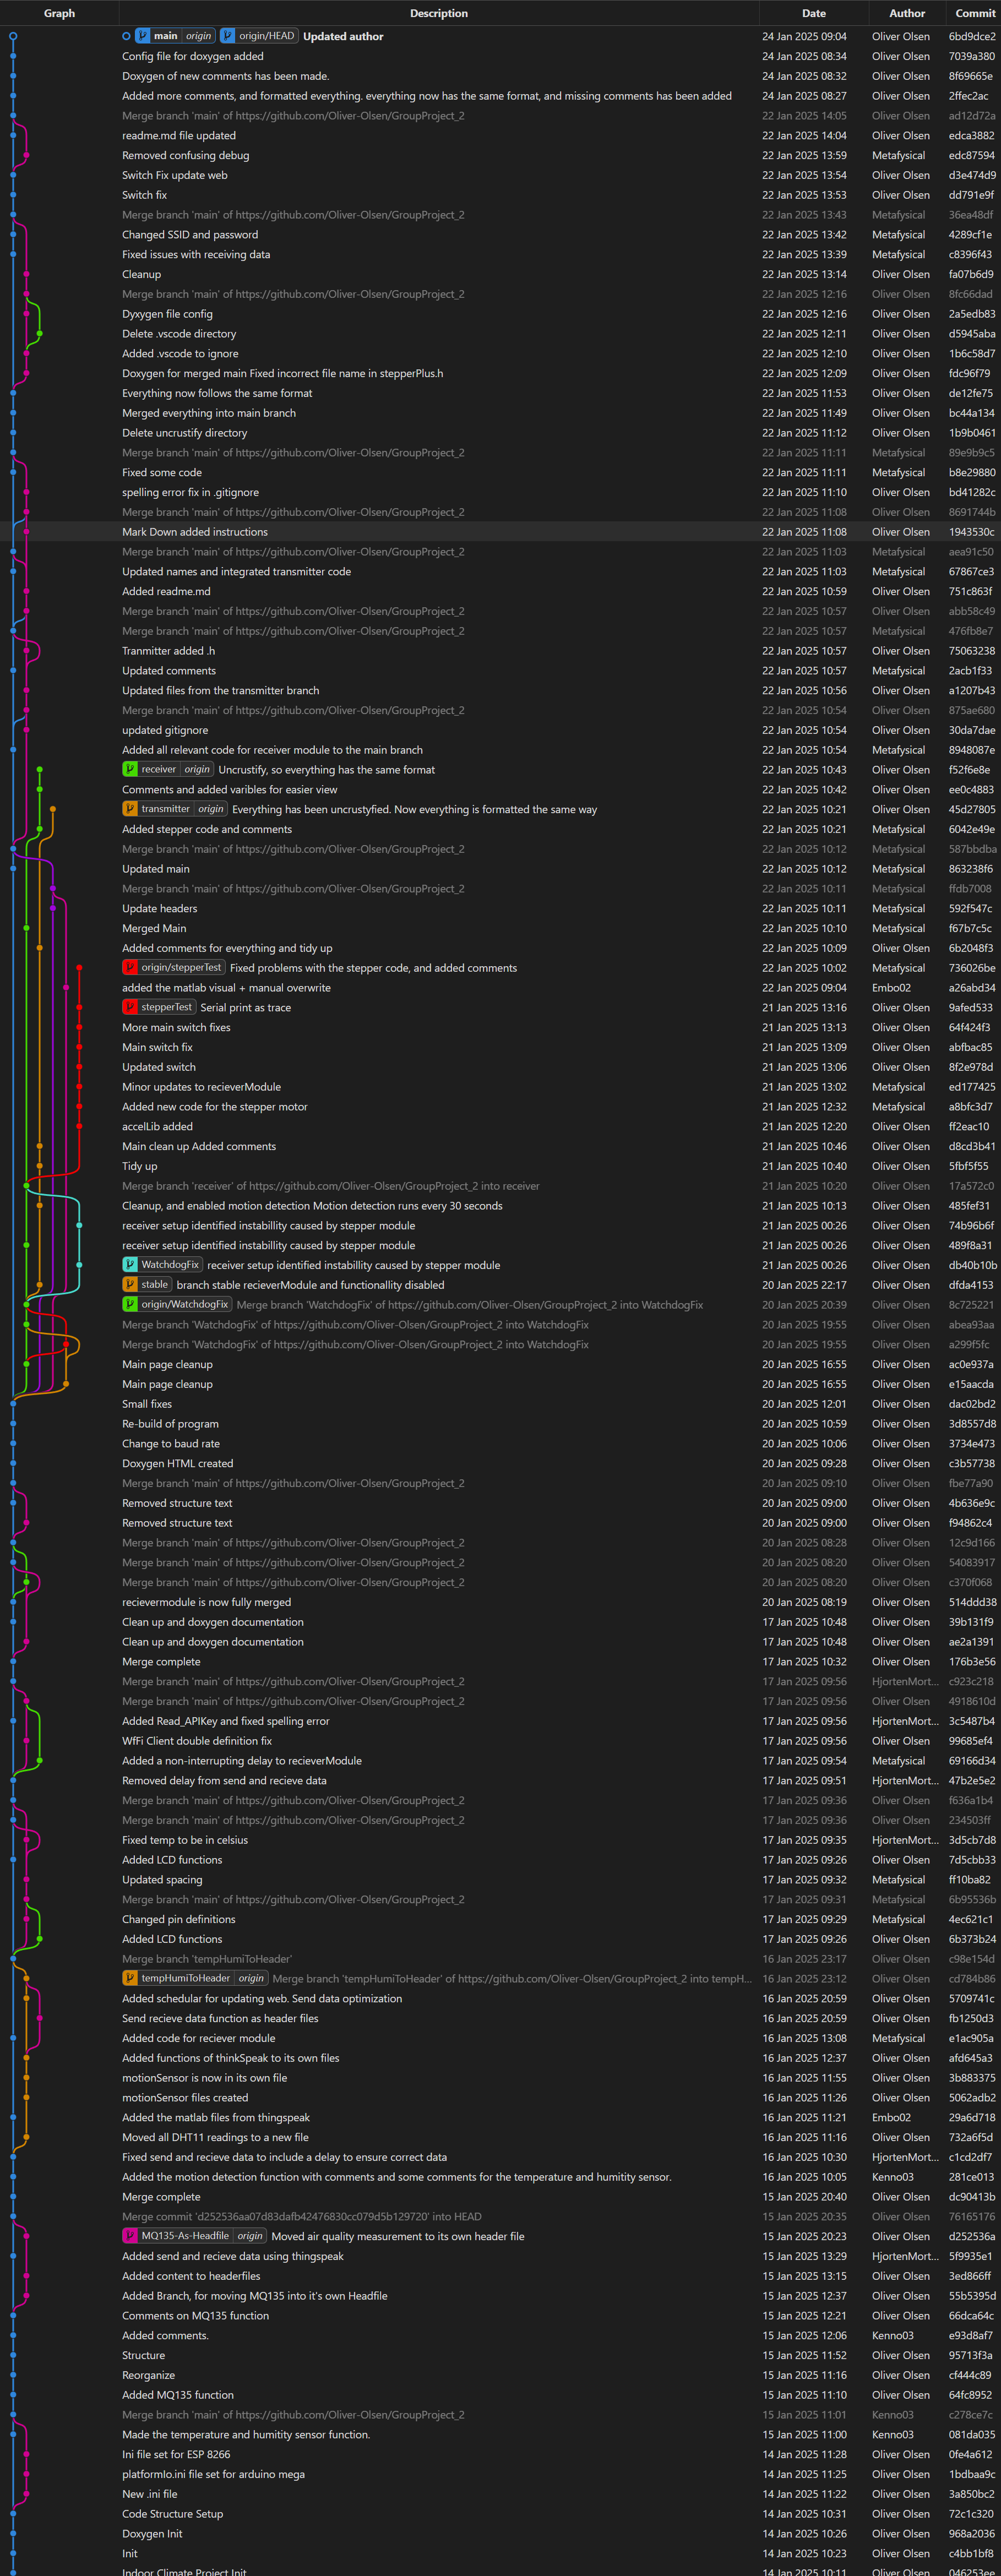 Graph Description Date Author Commit
main origin origin/HEAD Updated author 24 Jan 2025 09:04 Oliver Olsen 6bd9dce2
Config file for doxygen added 24 Jan 2025 08:34 Oliver Olsen 7039a380
Doxygen of new comments has been made. 24 Jan 2025 08:32 Oliver Olsen 8f69665e
Added more comments, and formatted everything. everything now has the same format, and missing comments has been added 24 Jan 2025 08:27 Oliver Olsen 2ffec2ac
Merge branch 'main' of https://github.com/Oliver-Olsen/GroupProject_2 22 Jan 2025 14:05 Oliver Olsen ad12d72a
readme.md file updated 22 Jan 2025 14:04 Oliver Olsen edca3882
Removed confusing debug 22 Jan 2025 13:59 Metafysical edc87594
Switch Fix update web 22 Jan 2025 13:54 Oliver Olsen d3e474d9
Switch fix 22 Jan 2025 13:53 Oliver Olsen dd791e9f
Merge branch 'main' of https://github.com/Oliver-Olsen/GroupProject_2 22 Jan 2025 13:43 Metafysical 36ea48df
Changed SSID and password 22 Jan 2025 13:42 Metafysical 4289cf1e
Fixed issues with receiving data 22 Jan 2025 13:39 Metafysical c8396f43
Cleanup 22 Jan 2025 13:14 Oliver Olsen fa07b6d9
Merge branch 'main' of https://github.com/Oliver-Olsen/GroupProject_2 22 Jan 2025 12:16 Oliver Olsen 8fc66dad
Dyxygen file config 22 Jan 2025 12:16 Oliver Olsen 2a5edb83
Delete .vscode directory 22 Jan 2025 12:11 Oliver Olsen d5945aba
Added .vscode to ignore 22 Jan 2025 12:10 Oliver Olsen 1b6c58d7
Doxygen for merged main Fixed incorrect file name in stepperPlus.h 22 Jan 2025 12:09 Oliver Olsen fdc96f79
Everything now follows the same format 22 Jan 2025 11:53 Oliver Olsen de12fe75
Merged everything into main branch 22 Jan 2025 11:49 Oliver Olsen bc44a134
Delete uncrustify directory 22 Jan 2025 11:12 Oliver Olsen 1b9b0461
Merge branch 'main' of https://github.com/Oliver-Olsen/GroupProject_2 22 Jan 2025 11:11 Metafysical 89e9b9c5
Fixed some code 22 Jan 2025 11:11 Metafysical b8e29880
spelling error fix in .gitignore 22 Jan 2025 11:10 Oliver Olsen bd41282c
Merge branch 'main' of https://github.com/Oliver-Olsen/GroupProject_2 22 Jan 2025 11:08 Oliver Olsen 8691744b
Mark Down added instructions 22 Jan 2025 11:08 Oliver Olsen 1943530c
Merge branch 'main' of https://github.com/Oliver-Olsen/GroupProject_2 22 Jan 2025 11:03 Metafysical aea91c50
Updated names and integrated transmitter code 22 Jan 2025 11:03 Metafysical 67867ce3
Added readme.md 22 Jan 2025 10:59 Oliver Olsen 751c863f
Merge branch 'main' of https://github.com/Oliver-Olsen/GroupProject_2 22 Jan 2025 10:57 Oliver Olsen abb58c49
Merge branch 'main' of https://github.com/Oliver-Olsen/GroupProject_2 22 Jan 2025 10:57 Metafysical 476fb8e7
Tranmitter added .h 22 Jan 2025 10:57 Oliver Olsen 75063238
Updated comments 22 Jan 2025 10:57 Metafysical 2acb1f33
Updated files from the transmitter branch 22 Jan 2025 10:56 Oliver Olsen a1207b43
Merge branch 'main' of https://github.com/Oliver-Olsen/GroupProject_2 22 Jan 2025 10:54 Oliver Olsen 875ae680
updated gitignore 22 Jan 2025 10:54 Oliver Olsen 30da7dae
Added all relevant code for receiver module to the main branch 22 Jan 2025 10:54 Metafysical 8948087e
receiver origin Uncrustify, so everything has the same format 22 Jan 2025 10:43 Oliver Olsen f52f6e8e
Comments and added varibles for easier view 22 Jan 2025 10:42 Oliver Olsen ee0c4883
transmitter origin Everything has been uncrustyfied. Now everything is formatted the same way 22 Jan 2025 10:21 Oliver Olsen 45d27805
Added stepper code and comments 22 Jan 2025 10:21 Metafysical 6042e49e
Merge branch 'main' of https://github.com/Oliver-Olsen/GroupProject_2 22 Jan 2025 10:12 Metafysical 587bbdba
Updated main 22 Jan 2025 10:12 Metafysical 863238f6
Merge branch 'main' of https://github.com/Oliver-Olsen/GroupProject_2 22 Jan 2025 10:11 Metafysical ffdb7008
Update headers 22 Jan 2025 10:11 Metafysical 592f547c
Merged Main 22 Jan 2025 10:10 Metafysical f67b7c5c
Added comments for everything and tidy up 22 Jan 2025 10:09 Oliver Olsen 6b2048f3
origin/stepperTest Fixed problems with the stepper code, and added comments 22 Jan 2025 10:02 Metafysical 736026be
added the matlab visual + manual overwrite 22 Jan 2025 09:04 Embo02 a26abd34
stepperTest Serial print as trace 21 Jan 2025 13:16 Oliver Olsen 9afed533
More main switch fixes 21 Jan 2025 13:13 Oliver Olsen 64f424f3
Main switch fix 21 Jan 2025 13:09 Oliver Olsen abfbac85
Updated switch 21 Jan 2025 13:06 Oliver Olsen 8f2e978d
Minor updates to recieverModule 21 Jan 2025 13:02 Metafysical ed177425
Added new code for the stepper motor 21 Jan 2025 12:32 Metafysical a8bfc3d7
accelLib added 21 Jan 2025 12:20 Oliver Olsen ff2eac10
Main clean up Added comments 21 Jan 2025 10:46 Oliver Olsen d8cd3b41
Tidy up 21 Jan 2025 10:40 Oliver Olsen 5fbf5f55
Merge branch 'receiver' of https://github.com/Oliver-Olsen/GroupProject_2 into receiver 21 Jan 2025 10:20 Oliver Olsen 17a572c0
Cleanup, and enabled motion detection Motion detection runs every 30 seconds 21 Jan 2025 10:13 Oliver Olsen 485fef31
receiver setup identified instabillity caused by stepper module 21 Jan 2025 00:26 Oliver Olsen 74b96b6f
receiver setup identified instabillity caused by stepper module 21 Jan 2025 00:26 Oliver Olsen 489f8a31
WatchdogFix receiver setup identified instabillity caused by stepper module 21 Jan 2025 00:26 Oliver Olsen db40b10b
stable branch stable recieverModule and functionallity disabled 20 Jan 2025 22:17 Oliver Olsen dfda4153
origin/WatchdogFix Merge branch 'WatchdogFix' of https://github.com/Oliver-Olsen/GroupProject_2 into WatchdogFix 20 Jan 2025 20:39 Oliver Olsen 8c725221
Merge branch 'WatchdogFix' of https://github.com/Oliver-Olsen/GroupProject_2 into WatchdogFix 20 Jan 2025 19:55 Oliver Olsen abea93aa
Merge branch 'WatchdogFix' of https://github.com/Oliver-Olsen/GroupProject_2 into WatchdogFix 20 Jan 2025 19:55 Oliver Olsen a299f5fc
Main page cleanup 20 Jan 2025 16:55 Oliver Olsen ac0e937a
Main page cleanup 20 Jan 2025 16:55 Oliver Olsen e15aacda
Small fixes 20 Jan 2025 12:01 Oliver Olsen dac02bd2
Re-build of program 20 Jan 2025 10:59 Oliver Olsen 3d8557d8
Change to baud rate 20 Jan 2025 10:06 Oliver Olsen 3734e473
Doxygen HTML created 20 Jan 2025 09:28 Oliver Olsen c3b57738
Merge branch 'main' of https://github.com/Oliver-Olsen/GroupProject_2 20 Jan 2025 09:10 Oliver Olsen fbe77a90
Removed structure text 20 Jan 2025 09:00 Oliver Olsen 4b636e9c
Removed structure text 20 Jan 2025 09:00 Oliver Olsen f94862c4
Merge branch 'main' of https://github.com/Oliver-Olsen/GroupProject_2 20 Jan 2025 08:28 Oliver Olsen 12c9d166
Merge branch 'main' of https://github.com/Oliver-Olsen/GroupProject_2 20 Jan 2025 08:20 Oliver Olsen 54083917
Merge branch 'main' of https://github.com/Oliver-Olsen/GroupProject_2 20 Jan 2025 08:20 Oliver Olsen c370f068
recievermodule is now fully merged 20 Jan 2025 08:19 Oliver Olsen 514ddd38
Clean up and doxygen documentation 17 Jan 2025 10:48 Oliver Olsen 39b131f9
Clean up and doxygen documentation 17 Jan 2025 10:48 Oliver Olsen ae2a1391
Merge complete 17 Jan 2025 10:32 Oliver Olsen 176b3e56
Merge branch 'main' of https://github.com/Oliver-Olsen/GroupProject_2 17 Jan 2025 09:56 HjortenMort... c923c218
Merge branch 'main' of https://github.com/Oliver-Olsen/GroupProject_2 17 Jan 2025 09:56 Oliver Olsen 4918610d
Added Read_APIKey and fixed spelling error 17 Jan 2025 09:56 HjortenMort... 3c5487b4
WfFi Client double definition fix 17 Jan 2025 09:56 Oliver Olsen 99685ef4
Added a non-interrupting delay to recieverModule 17 Jan 2025 09:54 Metafysical 69166d34
Removed delay from send and recieve data 17 Jan 2025 09:51 HjortenMort... 47b2e5e2
Merge branch 'main' of https://github.com/Oliver-Olsen/GroupProject_2 17 Jan 2025 09:36 Oliver Olsen f636a1b4
Merge branch 'main' of https://github.com/Oliver-Olsen/GroupProject_2 17 Jan 2025 09:36 Oliver Olsen 234503ff
Fixed temp to be in celsius 17 Jan 2025 09:35 HjortenMort... 3d5cb7d8
Added LCD functions 17 Jan 2025 09:26 Oliver Olsen 7d5cbb33
Updated spacing 17 Jan 2025 09:32 Metafysical ff10ba82
Merge branch 'main' of https://github.com/Oliver-Olsen/GroupProject_2 17 Jan 2025 09:31 Metafysical 6b95536b
Changed pin definitions 17 Jan 2025 09:29 Metafysical 4ec621c1
Added LCD functions 17 Jan 2025 09:26 Oliver Olsen 6b373b24
Merge branch 'tempHumiToHeader' 16 Jan 2025 23:17 Oliver Olsen c98e154d
tempHumiToHeader origin Merge branch 'tempHumiToHeader' of https://github.com/Oliver-Olsen/GroupProject_2 into tempH... 16 Jan 2025 23:12 Oliver Olsen cd784b86
Added schedular for updating web. Send data optimization 16 Jan 2025 20:59 Oliver Olsen 5709741c
Send recieve data function as header files 16 Jan 2025 20:59 Oliver Olsen fb1250d3
Added code for reciever module 16 Jan 2025 13:08 Metafysical e1ac905a
Added functions of thinkSpeak to its own files 16 Jan 2025 12:37 Oliver Olsen afd645a3
motionSensor is now in its own file 16 Jan 2025 11:55 Oliver Olsen 3b883375
motionSensor files created 16 Jan 2025 11:26 Oliver Olsen 5062adb2
Added the matlab files from thingspeak 16 Jan 2025 11:21 Embo02 29a6d718
Moved all DHT11 readings to a new file 16 Jan 2025 11:16 Oliver Olsen 732a6f5d
Fixed send and recieve data to include a delay to ensure correct data 16 Jan 2025 10:30 HjortenMort... c1cd2df7
Added the motion detection function with comments and some comments for the temperature and humitity sensor. 16 Jan 2025 10:05 Kenno03 281ce013
Merge complete 15 Jan 2025 20:40 Oliver Olsen dc90413b
Merge commit 'd252536aa07d83dafb42476830cc079d5b129720' into HEAD 15 Jan 2025 20:35 Oliver Olsen 76165176
MQ135-As-Headfile origin Moved air quality measurement to its own header file 15 Jan 2025 20:23 Oliver Olsen d252536a
Added send and recieve data using thingspeak 15 Jan 2025 13:29 HjortenMort... 5f9935e1
Added content to headerfiles 15 Jan 2025 13:15 Oliver Olsen 3ed866ff
Added Branch, for moving MQ135 into it's own Headfile 15 Jan 2025 12:37 Oliver Olsen 55b5395d
Comments on MQ135 function 15 Jan 2025 12:21 Oliver Olsen 66dca64c
Added comments. 15 Jan 2025 12:06 Kenno03 e93d8af7
Structure 15 Jan 2025 11:52 Oliver Olsen 95713f3a
Reorganize 15 Jan 2025 11:16 Oliver Olsen cf444c89
Added MQ135 function 15 Jan 2025 11:10 Oliver Olsen 64fc8952
Merge branch 'main' of https://github.com/Oliver-Olsen/GroupProject_2 15 Jan 2025 11:01 Kenno03 c278ce7c
Made the temperature and humitity sensor function. 15 Jan 2025 11:00 Kenno03 081da035
Ini file set for ESP 8266 14 Jan 2025 11:28 Oliver Olsen 0fe4a612
platformIo.ini file set for arduino mega 14 Jan 2025 11:25 Oliver Olsen 1bdbaa9c
New .ini file 14 Jan 2025 11:22 Oliver Olsen 3a850bc2
Code Structure Setup 14 Jan 2025 10:31 Oliver Olsen 72c1c320
Doxygen Init 14 Jan 2025 10:26 Oliver Olsen 968a2036
Init 14 Jan 2025 10:23 Oliver Olsen c4bb1bf8
Indoor Climate Project Init 14 Jan 2025 10:11 Oliver Olsen 046253ee